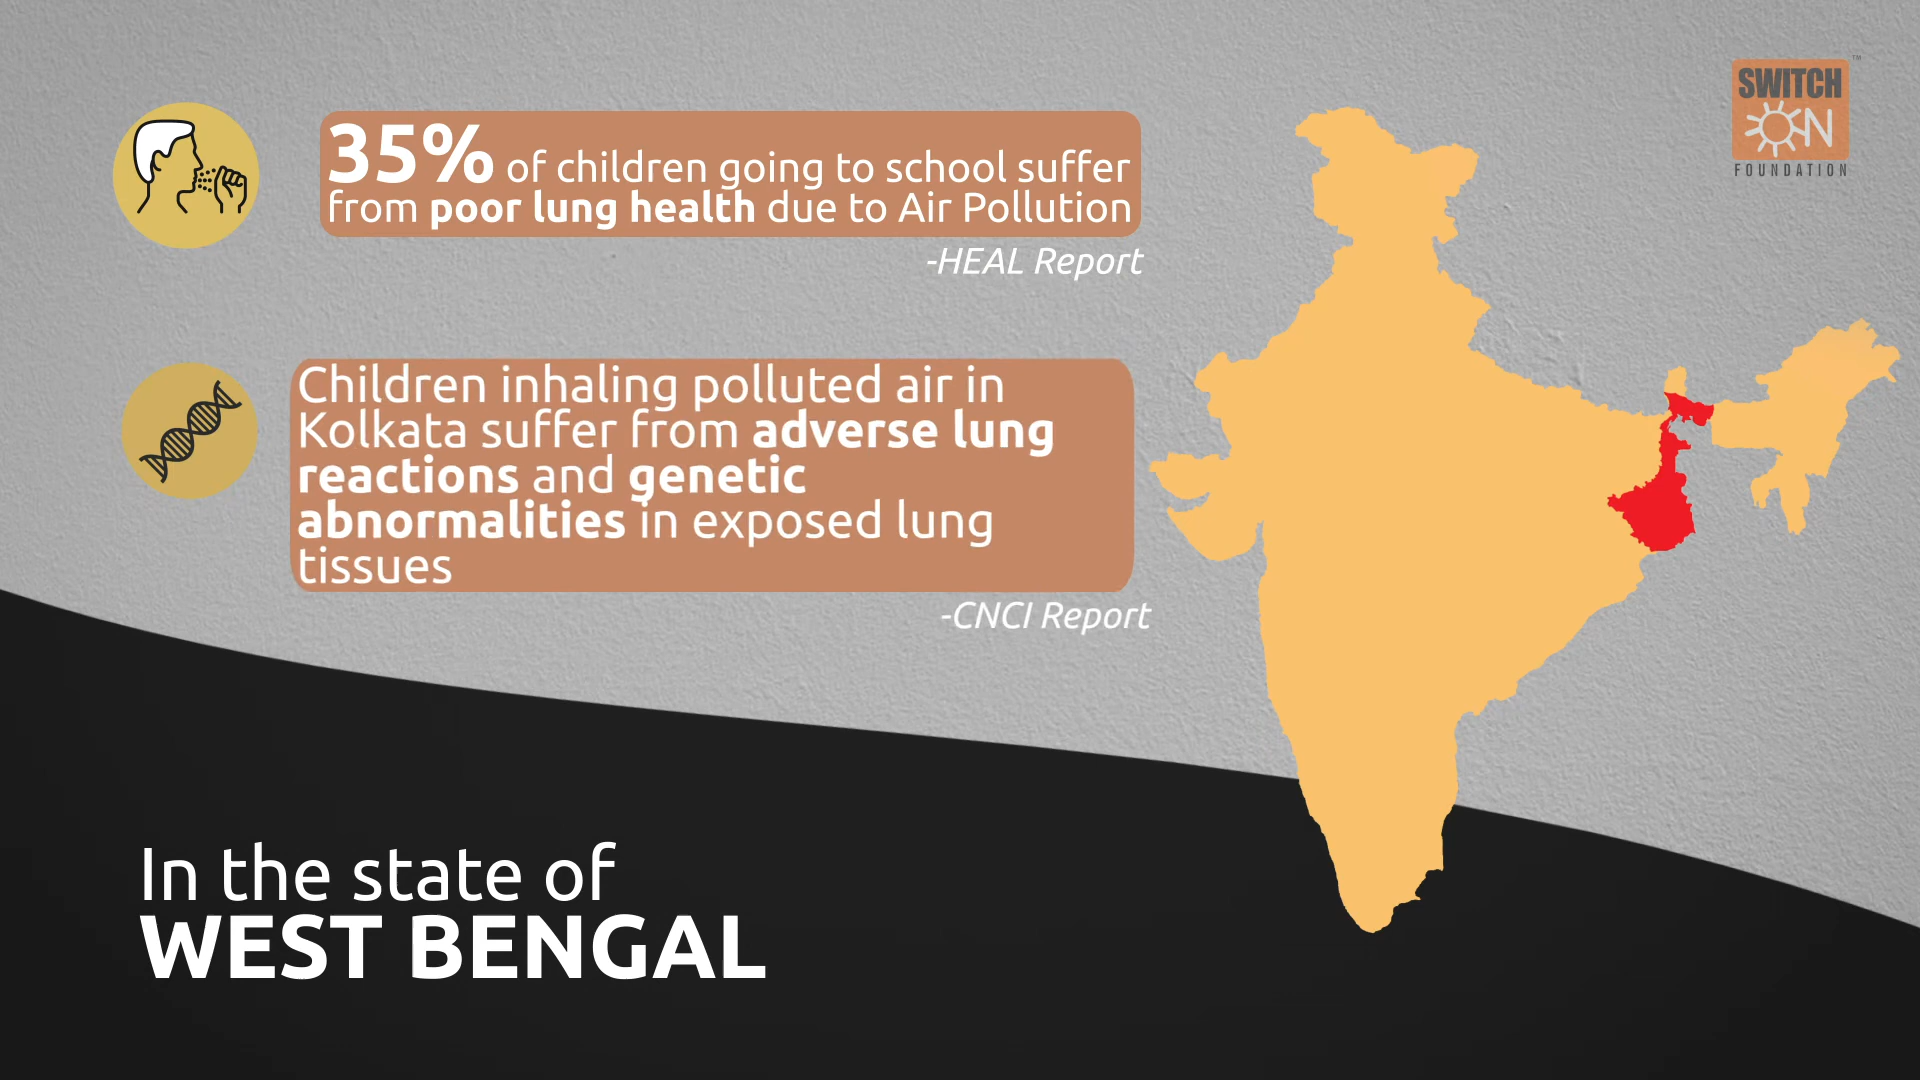 35% of children going to school suffer
from poor lung health due to Air Pollution
-HEAL Report
Children inhaling polluted air in
Kolkata suffer from adverse lung
reactions and genetic
abnormalities in exposed lung
tissues
-CNCI Report
In the state of
WEST BENGAL
SWITCH
ON
FOUNDATION
TM